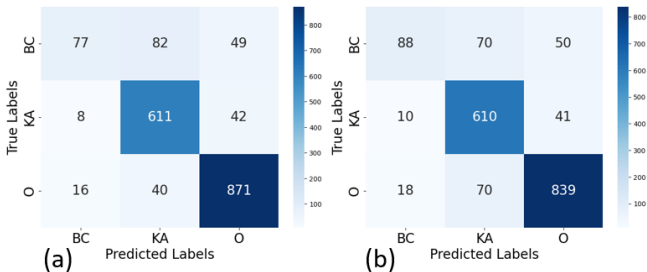 BC 77 82 49
KA 8 611 42
O 16 40 871
BC KA O
True Labels
Predicted Labels
800
700
600
500
400
300
200
100
(a)
BC 88 70 50
KA 10 610 41
O 18 70 839
BC KA O
True Labels
Predicted Labels
800
700
600
500
400
300
200
100
(b)